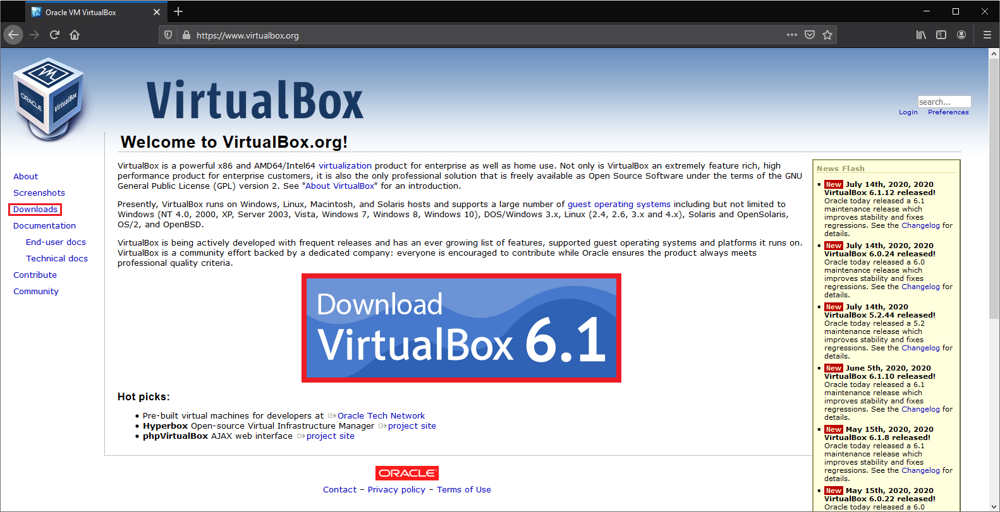 Oracle VM VirtualBox
https://www.virtualbox.org
ORACLE
VirtualBox
VirtualBox
search...
Login Preferences
Welcome to VirtualBox.org!
About
Screenshots
Downloads
Documentation
End-user docs
Technical docs
Contribute
Community
VirtualBox is a powerful x86 and AMD64/Intel64 virtualization product for enterprise as well as home use. Not only is VirtualBox an extremely feature rich, high
performance product for enterprise customers, it is also the only professional solution that is freely available as Open Source Software under the terms of the GNU
General Public License (GPL) version 2. See "About VirtualBox" for an introduction.
Presently, VirtualBox runs on Windows, Linux, Macintosh, and Solaris hosts and supports a large number of guest operating systems including but not limited to
Windows (NT 4.0, 2000, XP, Server 2003, Vista, Windows 7, Windows 8, Windows 10), DOS/Windows 3.x, Linux (2.4, 2.6, 3.x and 4.x), Solaris and OpenSolaris,
OS/2, and OpenBSD.
VirtualBox is being actively developed with frequent releases and has an ever growing list of features, supported guest operating systems and platforms it runs on.
VirtualBox is a community effort backed by a dedicated company: everyone is encouraged to contribute while Oracle ensures the product always meets
professional quality criteria.
Download
VirtualBox 6.1
Hot picks:
Pre-built virtual machines for developers at Oracle Tech Network
Hyperbox Open-source Virtual Infrastructure Manager project site
phpVirtualBox AJAX web interface project site
News Flash
New July 14th, 2020, 2020
VirtualBox 6.1.12 released!
Oracle today released a 6.1
maintenance release which
improves stability and fixes
regressions. See the Changelog for
details.
New July 14th, 2020, 2020
VirtualBox 6.0.24 released!
Oracle today released a 6.0
maintenance release which
improves stability and fixes
regressions. See the Changelog for
details.
New July 14th, 2020
VirtualBox 5.2.44 released!
Oracle today released a 5.2
maintenance release which
improves stability and fixes
regressions. See the Changelog for
details.
New June 5th, 2020, 2020
VirtualBox 6.1.10 released!
Oracle today released a 6.1
maintenance release which
improves stability and fixes
regressions. See the Changelog for
details.
New May 15th, 2020, 2020
VirtualBox 6.1.8 released!
Oracle today released a 6.1
maintenance release which
improves stability and fixes
regressions. See the Changelog for
details.
New May 15th, 2020, 2020
VirtualBox 6.0.22 released!
Oracle today released a 6.0
ORACLE
Contact – Privacy policy – Terms of Use